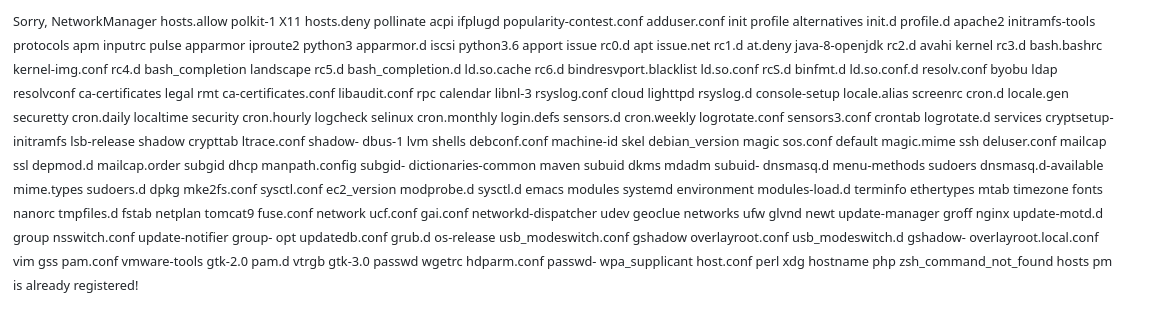 Sorry, NetworkManager hosts.allow polkit-1 X11 hosts.deny pollinate acpi ifplugd popularity-contest.conf adduser.conf init profile alternatives init.d profile.d apache2 initramfs-tools
protocols apm inputrc pulse apparmor iproute2 python3 apparmor.d iscsi python3.6 apport issue rc0.d apt issue.net rc1.d at.deny java-8-openjdk rc2.d avahi kernel rc3.d bash.bashrc
kernel-img.conf rc4.d bash_completion landscape rc5.d bash_completion.d ld.so.cache rc6.d bindresvport.blacklist ld.so.conf rcS.d binfmt.d ld.so.conf.d resolv.conf byobu ldap
resolvconf ca-certificates legal rmt ca-certificates.conf libaudit.conf rpc calendar libnl-3 rsyslog.conf cloud lighttpd rsyslog.d console-setup locale.alias screenrc cron.d locale.gen
securetty cron.daily localtime security cron.hourly logcheck selinux cron.monthly login.defs sensors.d cron.weekly logrotate.conf sensors3.conf crontab logrotate.d services cryptsetup-
initramfs lsb-release shadow crypttab ltrace.conf shadow- dbus-1 lvm shells debconf.conf machine-id skel debian_version magic sos.conf default magic.mime ssh deluser.conf mailcap
ssl depmod.d mailcap.order subgid dhcp manpath.config subgid- dictionaries-common maven subuid dkms mdadm subuid- dnsmasq.d menu-methods sudoers dnsmasq.d-available
mime.types sudoers.d dpkg mke2fs.conf sysctl.conf ec2_version modprobe.d sysctl.d emacs modules systemd environment modules-load.d terminfo ethertypes mtab timezone fonts
nanorc tmpfiles.d fstab netplan tomcat9 fuse.conf network ucf.conf gai.conf networkd-dispatcher udev geoclue networks ufw glvnd newt update-manager groff nginx update-motd.d
group nsswitch.conf update-notifier group- opt updatedb.conf grub.d os-release usb_modeswitch.conf gshadow overlayroot.conf usb_modeswitch.d gshadow- overlayroot.local.conf
vim gss pam.conf vmware-tools gtk-2.0 pam.d vtrgb gtk-3.0 passwd wgetrc hdparm.conf passwd- wpa_supplicant host.conf perl xdg hostname php zsh_command_not_found hosts pm
is already registered!